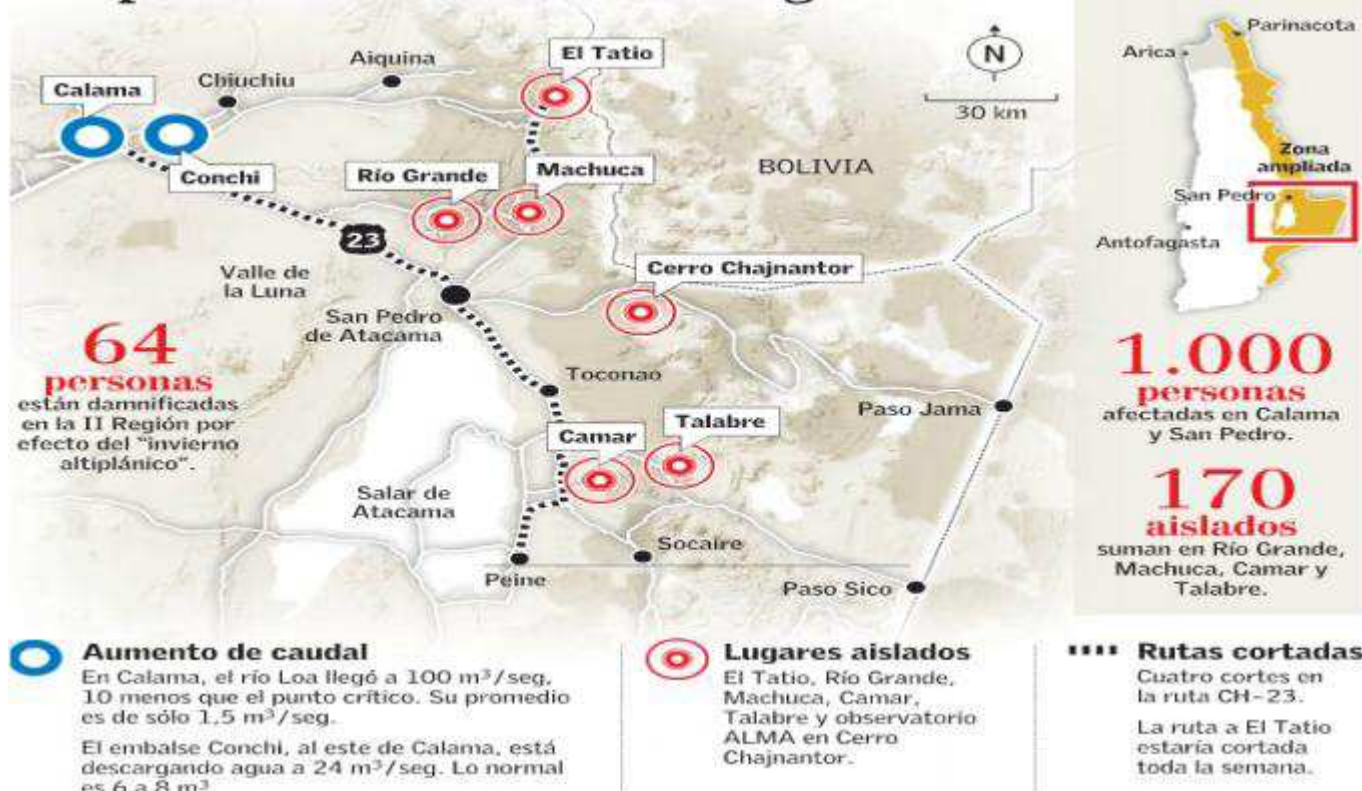 Parinacota
Arica
El Tatio
N
Aiquina
Chiuchiu
Calama
30 km
Zona
ampliada
BOLIVIA
Conchi
Río Grande
Machuca
San Pedro
23
Antofagasta
Cerro Chajnantor
Valle de
la Luna
San Pedro
de Atacama
64
personas
están damnificadas
en la II Región por
efecto del "invierno
altiplánico".
1.000
personas
afectadas en Calama
y San Pedro.
Toconao
Paso Jama
Camar
Talabre
170
aislados
suman en Río Grande,
Machuca, Camar y
Talabre.
Salar de
Atacama
Socaire
Peine
Paso Sico
Aumento de caudal
En Calama, el río Loa llegó a 100 m³/seg,
10 menos que el punto crítico. Su promedio
es de sólo 1,5 m³/seg.
El embalse Conchi, al este de Calama, está
descargando agua a 24 m³/seg. Lo normal
es 6 a 8 m³
Lugares aislados
El Tatio, Río Grande,
Machuca, Camar,
Talabre y observatorio
ALMA en Cerro
Chajnantor.
Rutas cortadas
Cuatro cortes en
la ruta CH-23.
La ruta a El Tatio
estaría cortada
toda la semana.